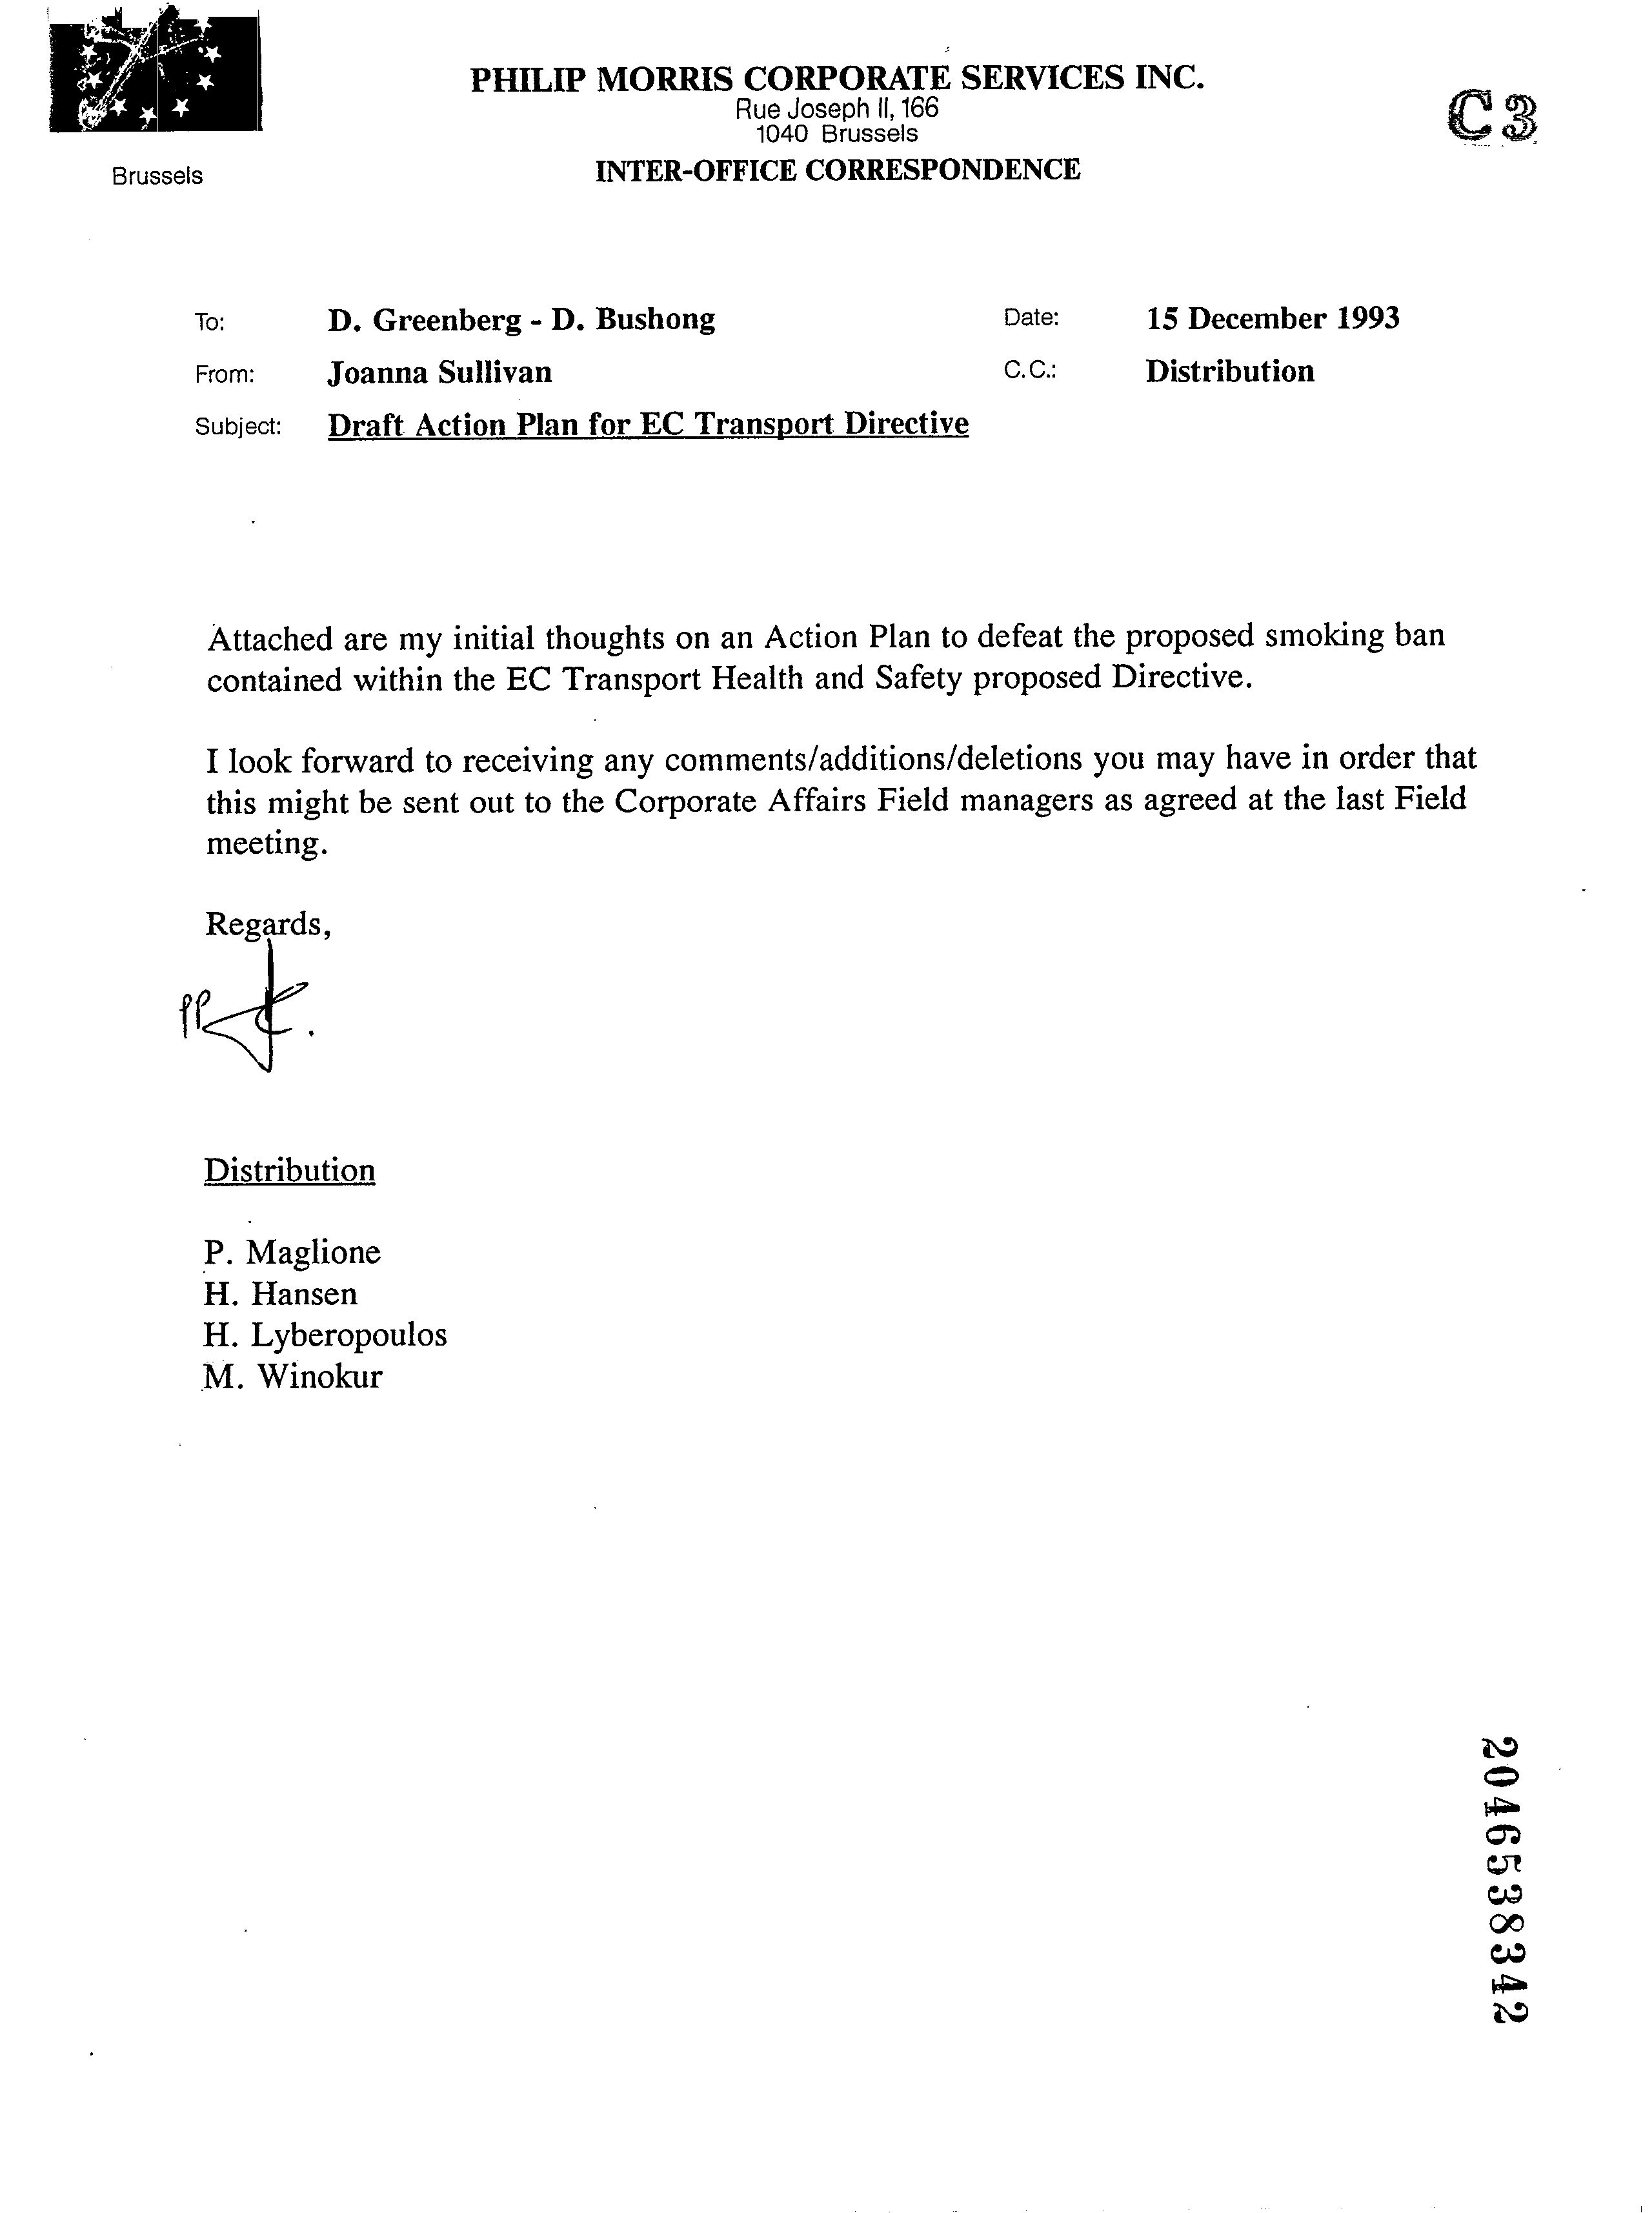 PHILIP MORRIS CORPORATE SERVICES INC.
Rue Joseph II, 166
1040 Brussels
C3
Brussels
INTER-OFFICE CORRESPONDENCE
To: D. Greenberg - D. Bushong Date: 15 December 1993
From: Joanna Sullivan C.C.: Distribution
Subject: Draft Action Plan for EC Transport Directive
Attached are my initial thoughts on an Action Plan to defeat the proposed smoking ban
contained within the EC Transport Health and Safety proposed Directive.
I look forward to receiving any comments/additions/deletions you may have in order that
this might be sent out to the Corporate Affairs Field managers as agreed at the last Field
meeting.
Regards,
PP
Distribution
P. Maglione
H. Hansen
H. Lyberopoulos
M. Winokur
2046538342